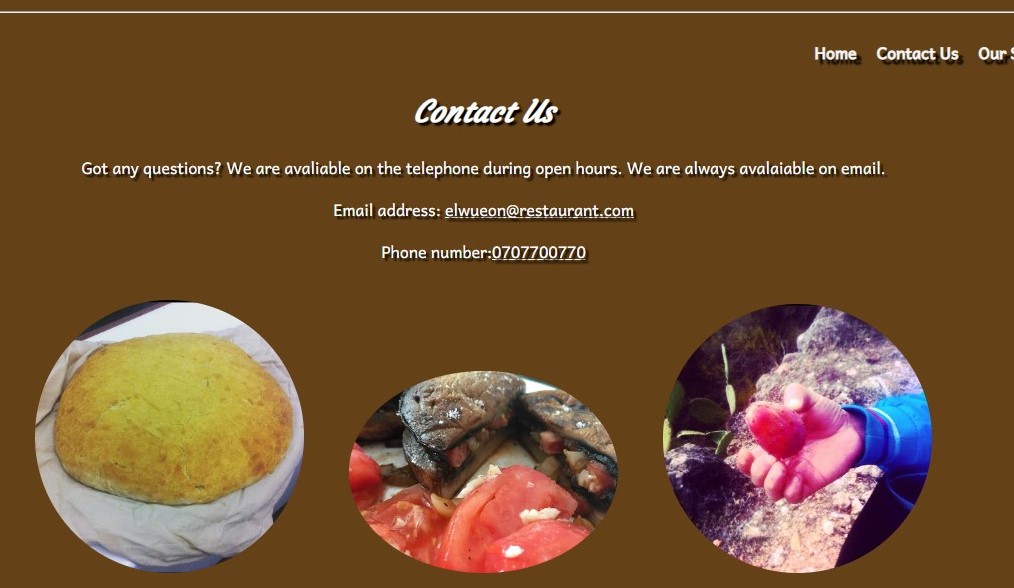 Home Contact Us Our
Contact Us
Got any questions? We are avaliable on the telephone during open hours. We are always avalaiable on email.
Email address: elwueon@restaurant.com
Phone number:0707700770